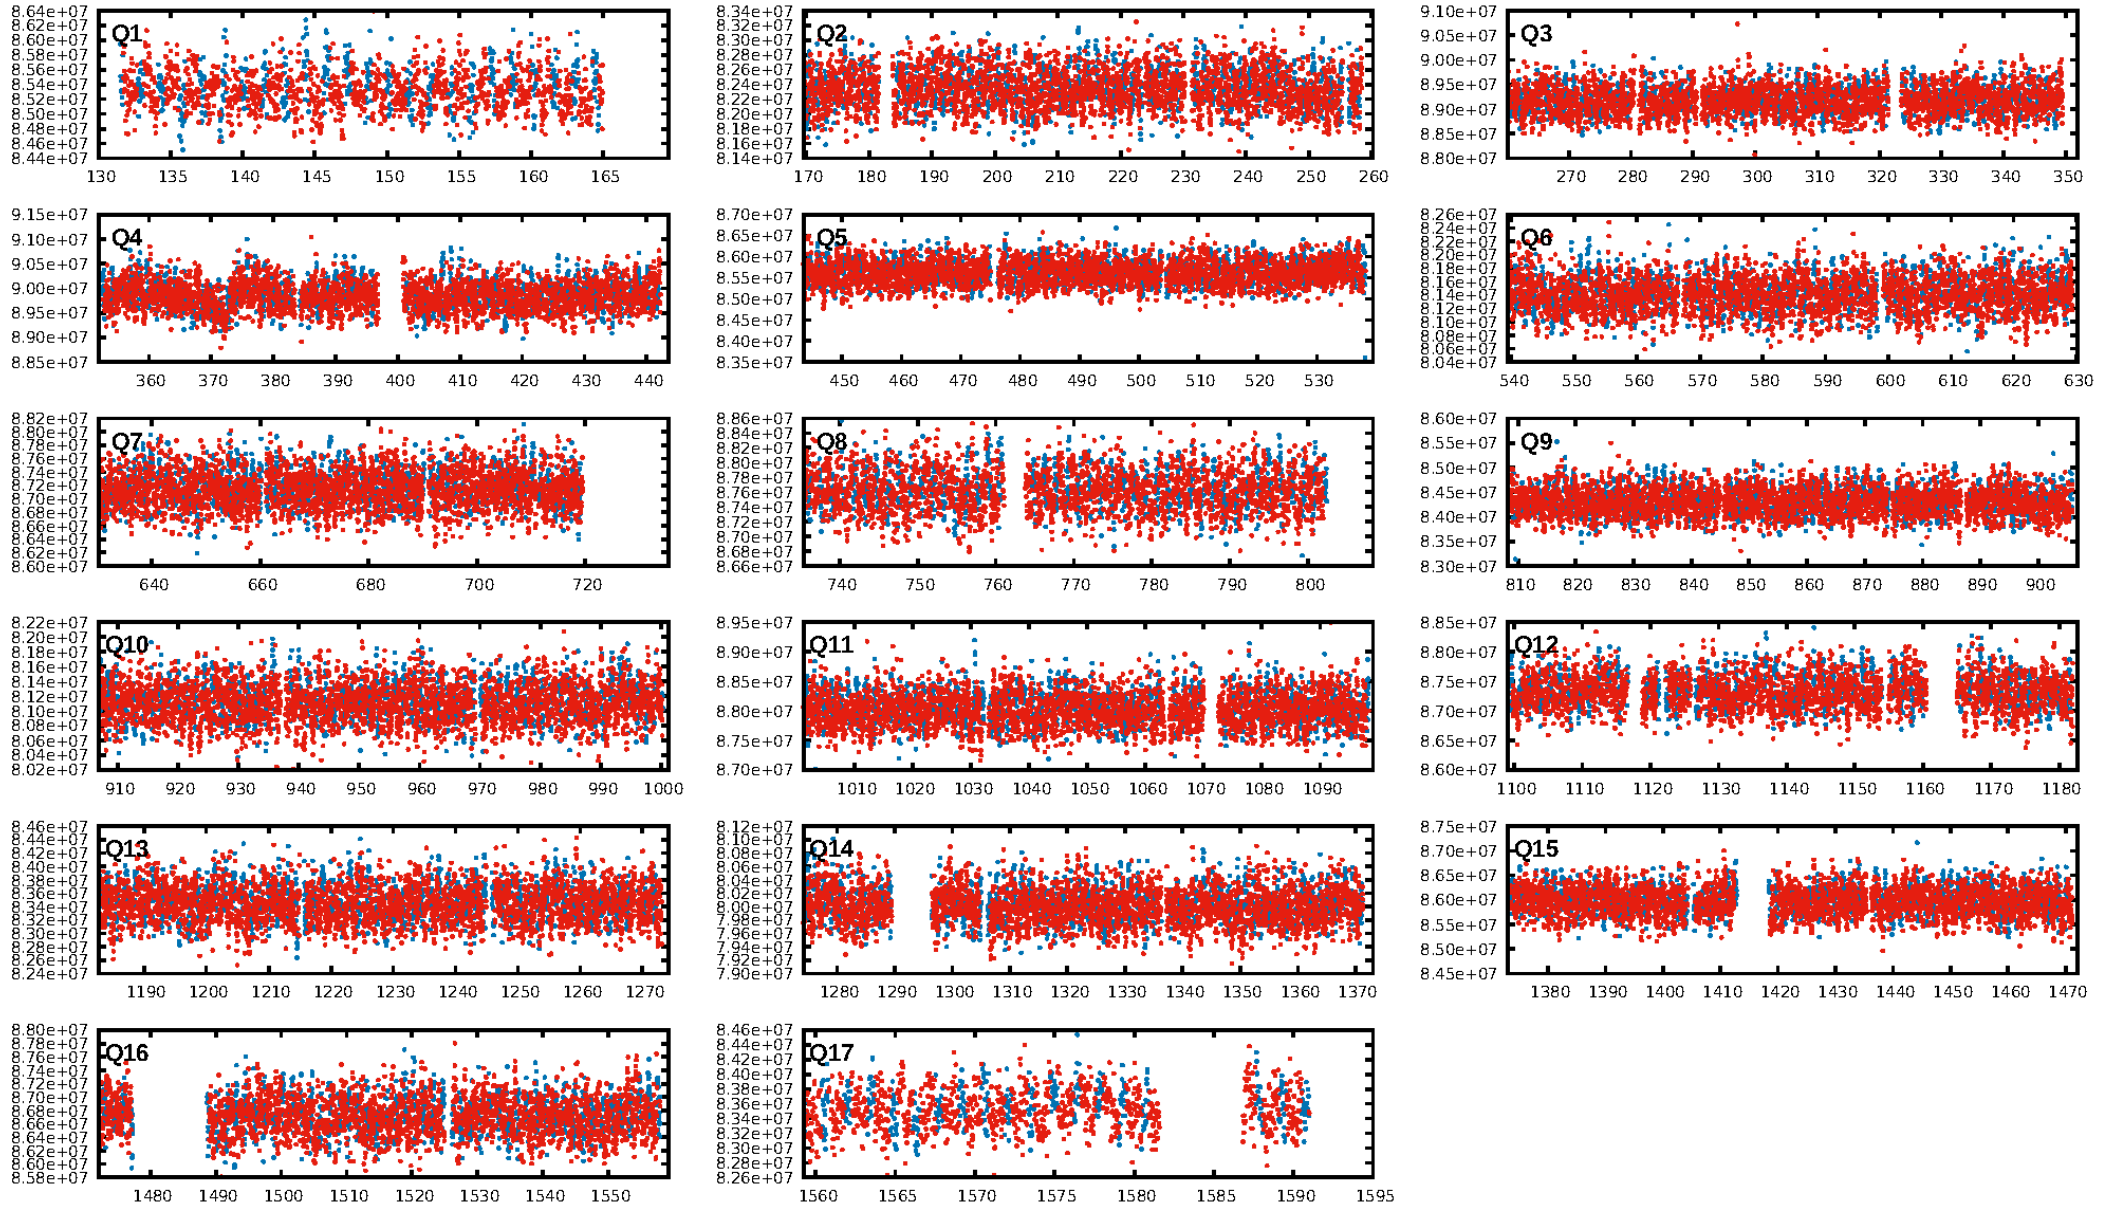 8.64e+07
8.62e+07
8.60e+07
8.58e+07
8.56e+07
8.54e+07
8.52e+07
8.50e+07
8.48e+07
8.46e+07
8.44e+07
Q1
130 135 140 145 150 155 160 165
8.34e+07
8.32e+07
8.30e+07
8.28e+07
8.26e+07
8.24e+07
8.22e+07
8.20e+07
8.18e+07
8.16e+07
8.14e+07
Q2
170 180 190 200 210 220 230 240 250 260
9.10e+07
9.05e+07
9.00e+07
8.95e+07
8.90e+07
8.85e+07
8.80e+07
Q3
270 280 290 300 310 320 330 340 350
9.15e+07
9.10e+07
9.05e+07
9.00e+07
8.95e+07
8.90e+07
8.85e+07
Q4
360 370 380 390 400 410 420 430 440
8.70e+07
8.65e+07
8.60e+07
8.55e+07
8.50e+07
8.45e+07
8.40e+07
8.35e+07
Q5
450 460 470 480 490 500 510 520 530
8.26e+07
8.24e+07
8.22e+07
8.20e+07
8.18e+07
8.16e+07
8.14e+07
8.12e+07
8.10e+07
8.08e+07
8.06e+07
8.04e+07
Q6
540 550 560 570 580 590 600 610 620 630
8.82e+07
8.80e+07
8.78e+07
8.76e+07
8.74e+07
8.72e+07
8.70e+07
8.68e+07
8.66e+07
8.64e+07
8.62e+07
8.60e+07
Q7
640 660 680 700 720
8.86e+07
8.84e+07
8.82e+07
8.80e+07
8.78e+07
8.76e+07
8.74e+07
8.72e+07
8.70e+07
8.68e+07
8.66e+07
Q8
740 750 760 770 780 790 800
8.60e+07
8.55e+07
8.50e+07
8.45e+07
8.40e+07
8.35e+07
8.30e+07
Q9
810 820 830 840 850 860 870 880 890 900
8.22e+07
8.20e+07
8.18e+07
8.16e+07
8.14e+07
8.12e+07
8.10e+07
8.08e+07
8.06e+07
8.04e+07
8.02e+07
Q10
910 920 930 940 950 960 970 980 990 1000
8.95e+07
8.90e+07
8.85e+07
8.80e+07
8.75e+07
8.70e+07
Q11
1010 1020 1030 1040 1050 1060 1070 1080 1090
8.85e+07
8.80e+07
8.75e+07
8.70e+07
8.65e+07
8.60e+07
Q12
1100 1110 1120 1130 1140 1150 1160 1170 1180
8.46e+07
8.44e+07
8.42e+07
8.40e+07
8.38e+07
8.36e+07
8.34e+07
8.32e+07
8.30e+07
8.28e+07
8.26e+07
8.24e+07
Q13
1190 1200 1210 1220 1230 1240 1250 1260 1270
8.12e+07
8.10e+07
8.08e+07
8.06e+07
8.04e+07
8.02e+07
8.00e+07
7.98e+07
7.96e+07
7.94e+07
7.92e+07
7.90e+07
Q14
1280 1290 1300 1310 1320 1330 1340 1350 1360 1370
8.75e+07
8.70e+07
8.65e+07
8.60e+07
8.55e+07
8.50e+07
8.45e+07
Q15
1380 1390 1400 1410 1420 1430 1440 1450 1460 1470
8.80e+07
8.78e+07
8.76e+07
8.74e+07
8.72e+07
8.70e+07
8.68e+07
8.66e+07
8.64e+07
8.62e+07
8.60e+07
8.58e+07
Q16
1480 1490 1500 1510 1520 1530 1540 1550
8.46e+07
8.44e+07
8.42e+07
8.40e+07
8.38e+07
8.36e+07
8.34e+07
8.32e+07
8.30e+07
8.28e+07
8.26e+07
Q17
1560 1565 1570 1575 1580 1585 1590 1595